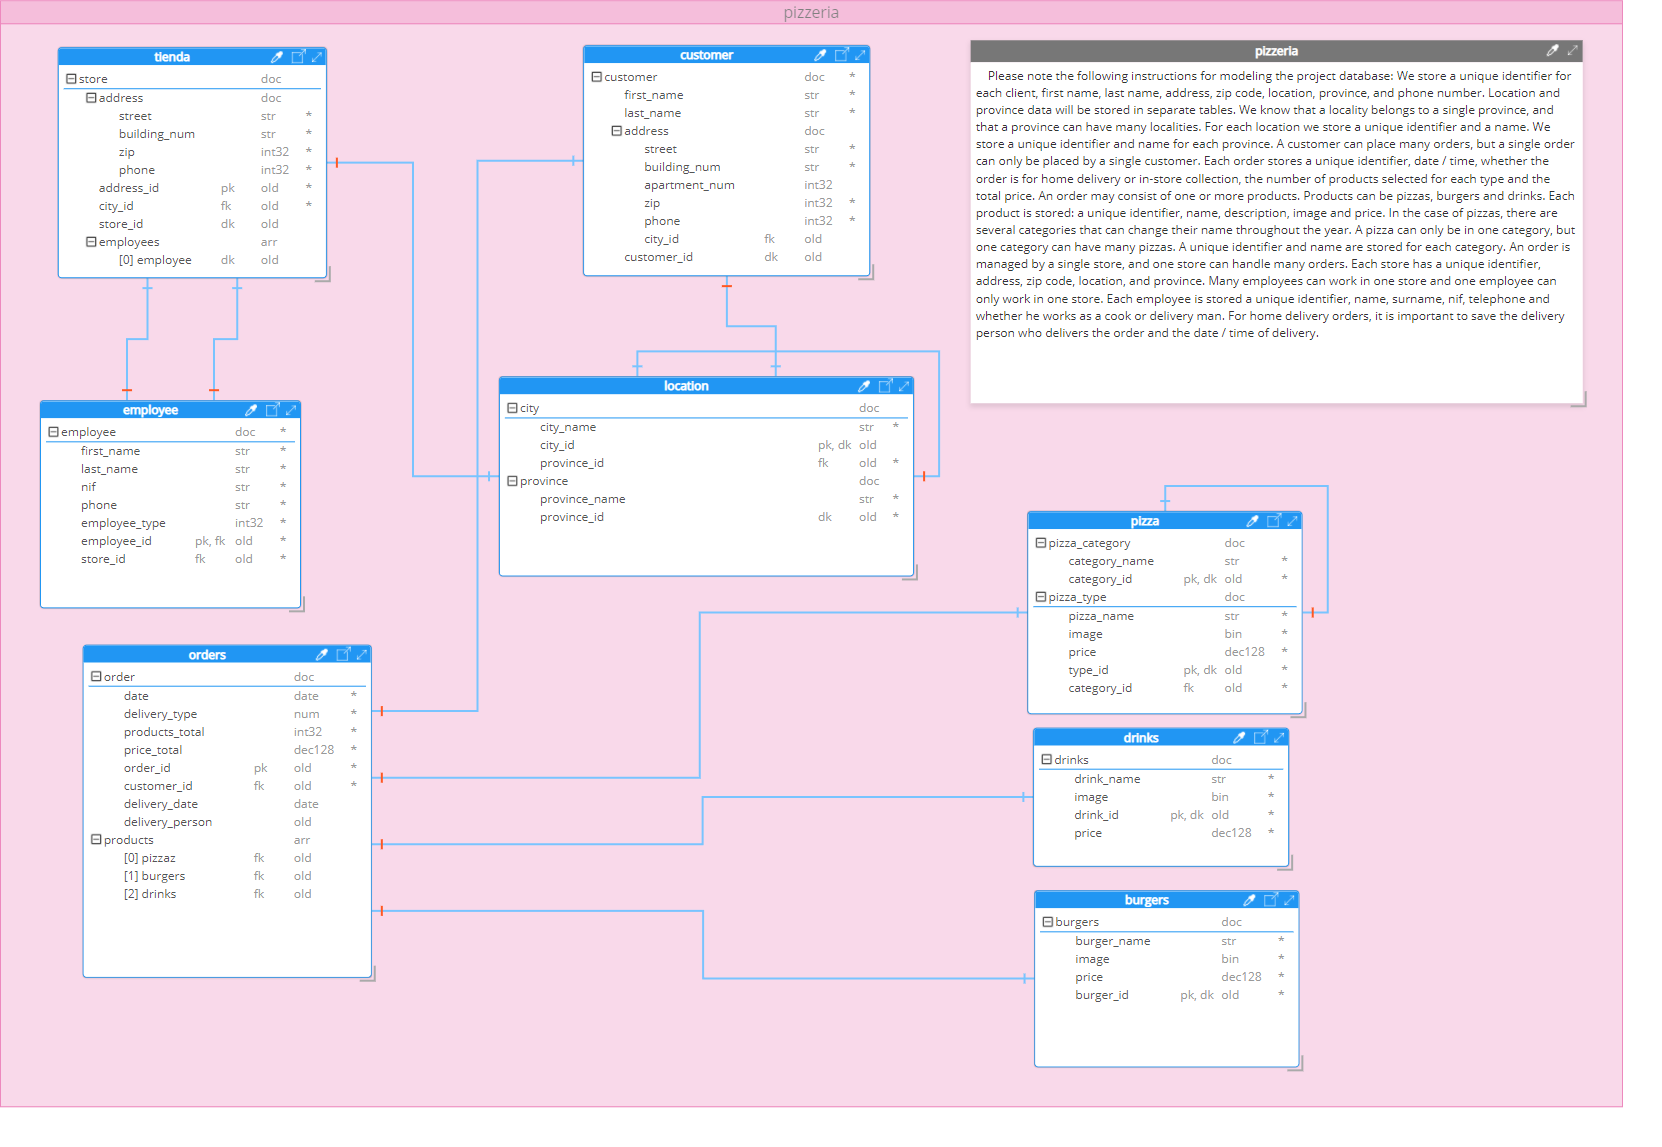 pizzeria
tienda
store doc
address doc
street str *
building_num str *
zip int32 *
phone int32 *
address_id pk oId *
city_id fk oId *
store_id dk oId
employees arr
[0] employee dk oId
customer
customer doc *
first_name str *
last_name str *
address doc
street str *
building_num str *
apartment_num int32
zip int32 *
phone int32 *
city_id fk oId
customer_id dk oId
pizzeria
Please note the following instructions for modeling the project database: We store a unique identifier for
each client, first name, last name, address, zip code, location, province, and phone number. Location and
province data will be stored in separate tables. We know that a locality belongs to a single province, and
that a province can have many localities. For each location we store a unique identifier and a name. We
store a unique identifier and name for each province. A customer can place many orders, but a single order
can only be placed by a single customer. Each order stores a unique identifier, date / time, whether the
order is for home delivery or in-store collection, the number of products selected for each type and the
total price. An order may consist of one or more products. Products can be pizzas, burgers and drinks. Each
product is stored: a unique identifier, name, description, image and price. In the case of pizzas, there are
several categories that can change their name throughout the year. A pizza can only be in one category, but
one category can have many pizzas. A unique identifier and name are stored for each category. An order is
managed by a single store, and one store can handle many orders. Each store has a unique identifier,
address, zip code, location, and province. Many employees can work in one store and one employee can
only work in one store. Each employee is stored a unique identifier, name, surname, nif, telephone and
whether he works as a cook or delivery man. For home delivery orders, it is important to save the delivery
person who delivers the order and the date / time of delivery.
employee
employee doc *
first_name str *
last_name str *
nif str *
phone str *
employee_type int32 *
employee_id pk, fk oId *
store_id fk oId *
location
city doc
city_name str *
city_id pk, dk oId
province_id fk oId *
province doc
province_name str *
province_id dk oId *
pizza
pizza_category doc
category_name str *
category_id pk, dk oId *
pizza_type doc
pizza_name str *
image bin *
price dec128 *
type_id pk, dk oId *
category_id fk oId *
orders
order doc
date date *
delivery_type num *
products_total int32 *
price_total dec128 *
order_id pk oId *
customer_id fk oId *
delivery_date date
delivery_person oId
products arr
[0] pizzaz fk oId
[1] burgers fk oId
[2] drinks fk oId
drinks
drinks doc
drink_name str *
image bin *
drink_id pk, dk oId *
price dec128 *
burgers
burgers doc
burger_name str *
image bin *
price dec128 *
burger_id pk, dk oId *